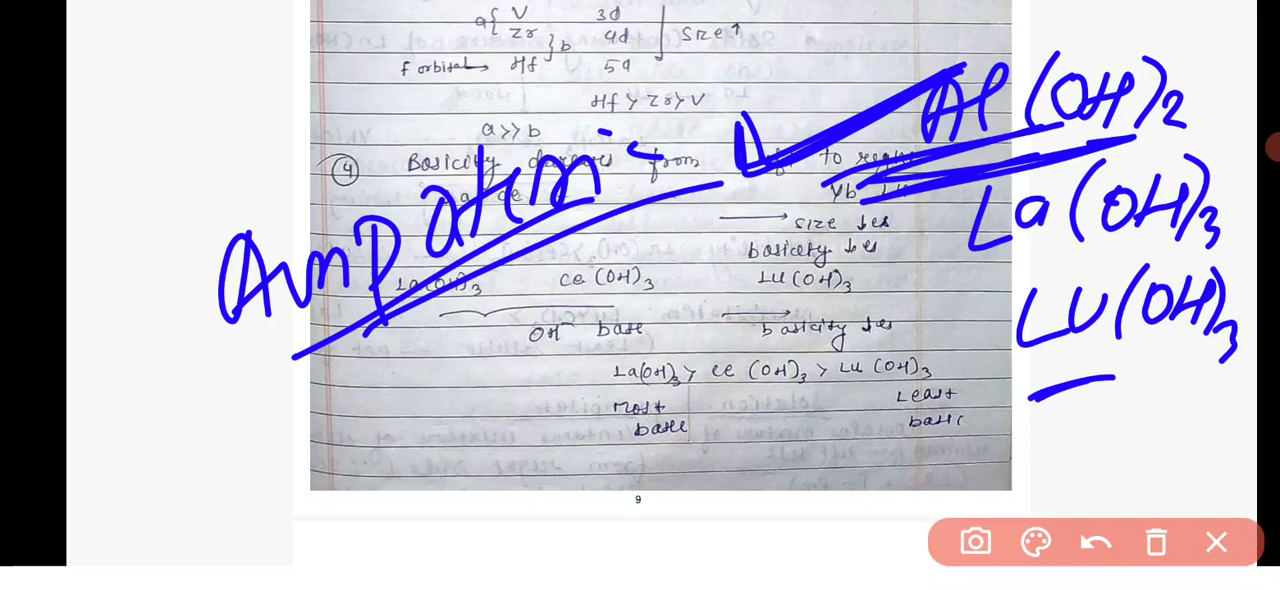 a{ V 3d
Zr }b 4d ] Size ↑
f orbital → Hf 5d
Hf > Zr > V
a >> b
(4) Basicity from to
Yb
→ size ↓es
basicity ↓es
La(OH)3 ce (OH)3 Lu(OH)3
OH⁻ base → basicity ↓es
La(OH)3 > ce (OH)3 > Lu (OH)3
Most Least
base basic
9
(OH)2
La(OH)3
LU(OH)3